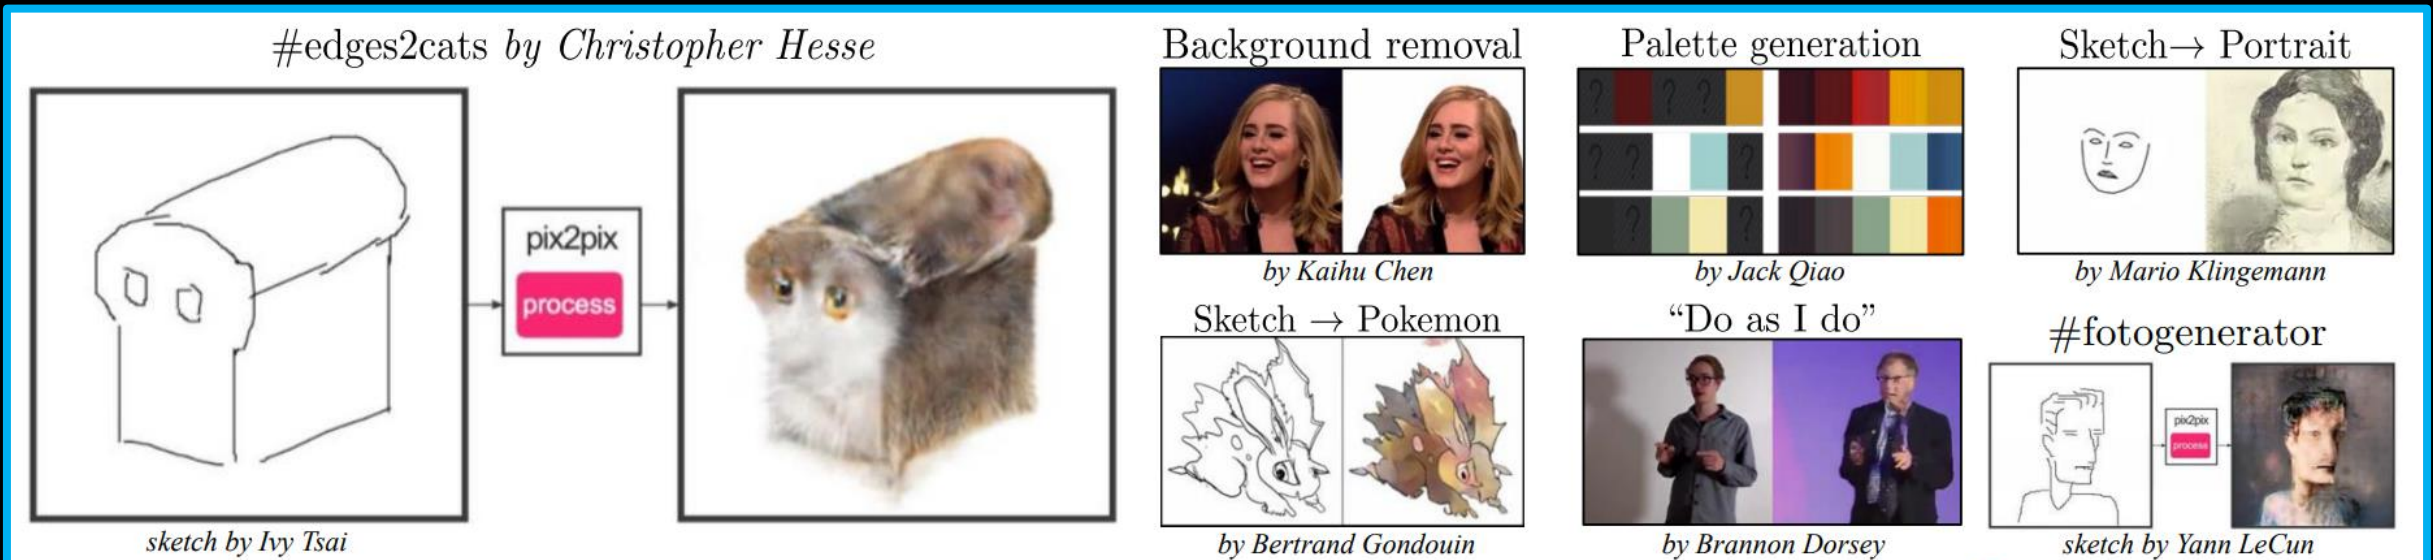 #edges2cats by Christopher Hesse
pix2pix
process
sketch by Ivy Tsai
Background removal
by Kaihu Chen
Palette generation
? ? ?
? ? ?
? ?
by Jack Qiao
Sketch→ Portrait
by Mario Klingemann
Sketch → Pokemon
by Bertrand Gondouin
“Do as I do”
by Brannon Dorsey
#fotogenerator
pix2pix
process
sketch by Yann LeCun